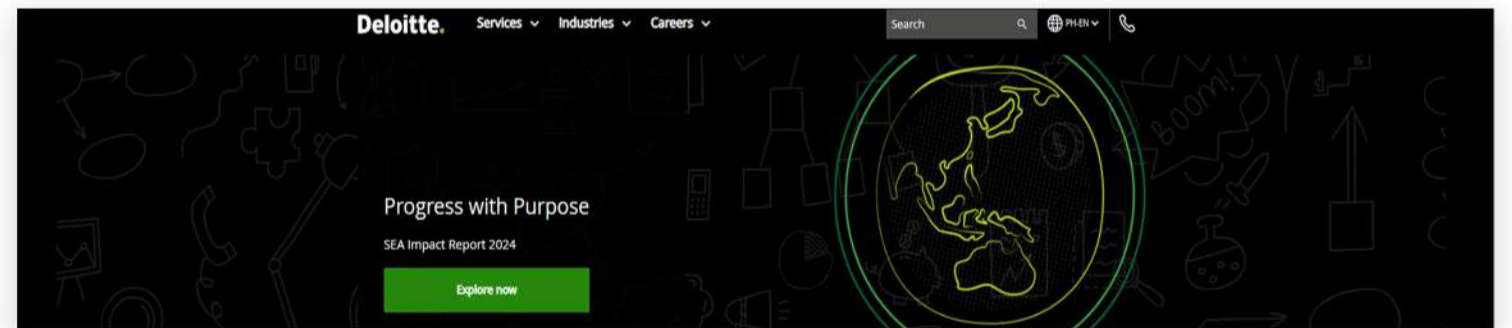 Deloitte. Services Industries Careers Search PH-EN
BOOM!
Progress with Purpose
SEA Impact Report 2024
Explore now